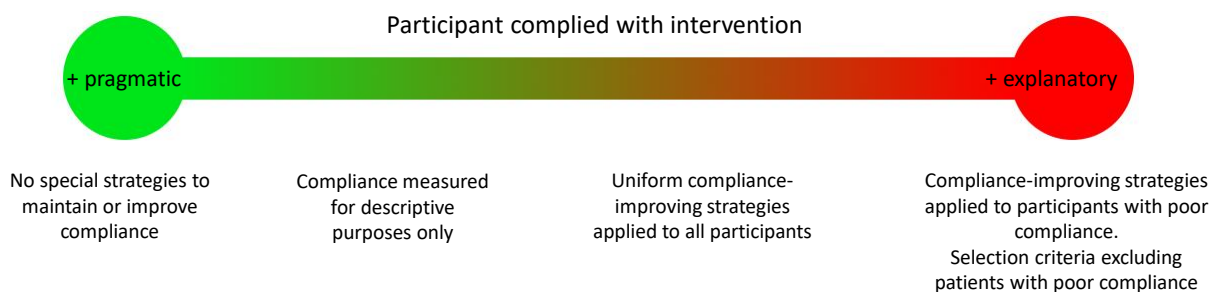 Participant complied with intervention
+ pragmatic
+ explanatory
No special strategies to
maintain or improve
compliance
Compliance measured
for descriptive
purposes only
Uniform compliance-
improving strategies
applied to all participants
Compliance-improving strategies
applied to participants with poor
compliance.
Selection criteria excluding
patients with poor compliance